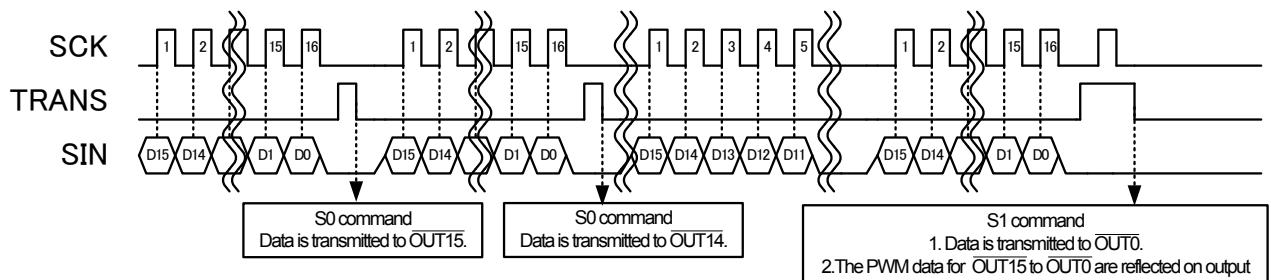 SCK 1 2 15 16 1 2 15 16 1 2 3 4 5 1 2 15 16
TRANS
SIN D15 D14 D1 D0 D15 D14 D1 D0 D15 D14 D13 D12 D11 D15 D14 D1 D0
S0 command
Data is transmitted to OUT15.
S0 command
Data is transmitted to OUT14.
S1 command
1. Data is transmitted to OUT0.
2.The PWM data for OUT15 to OUT0 are reflected on output